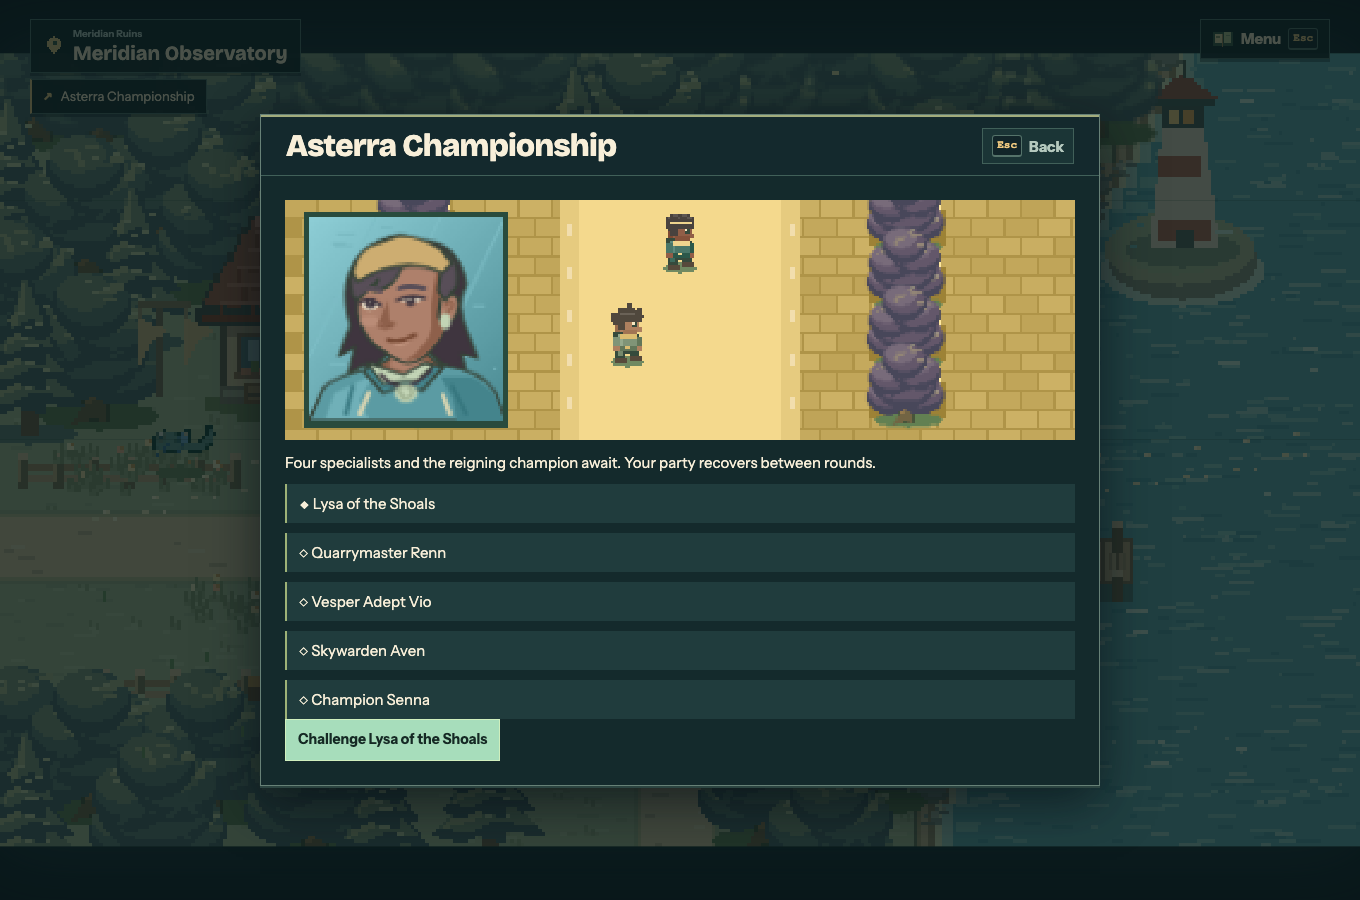 Meridian Ruins
Meridian Observatory
Menu Esc
↗ Asterra Championship
Asterra Championship
Esc Back
Four specialists and the reigning champion await. Your party recovers between rounds.
◆ Lysa of the Shoals
◇ Quarrymaster Renn
◇ Vesper Adept Vio
◇ Skywarden Aven
◇ Champion Senna
Challenge Lysa of the Shoals